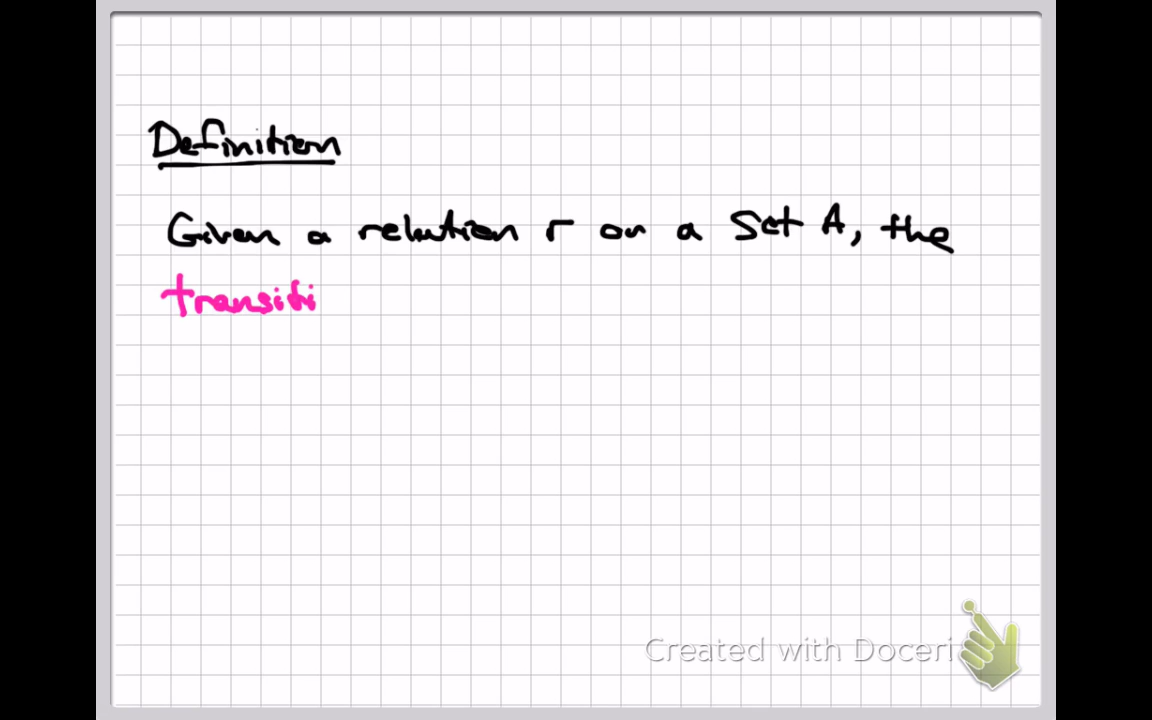 Definition
Given a relation r on a set A, the
transiti
Created with Doceri